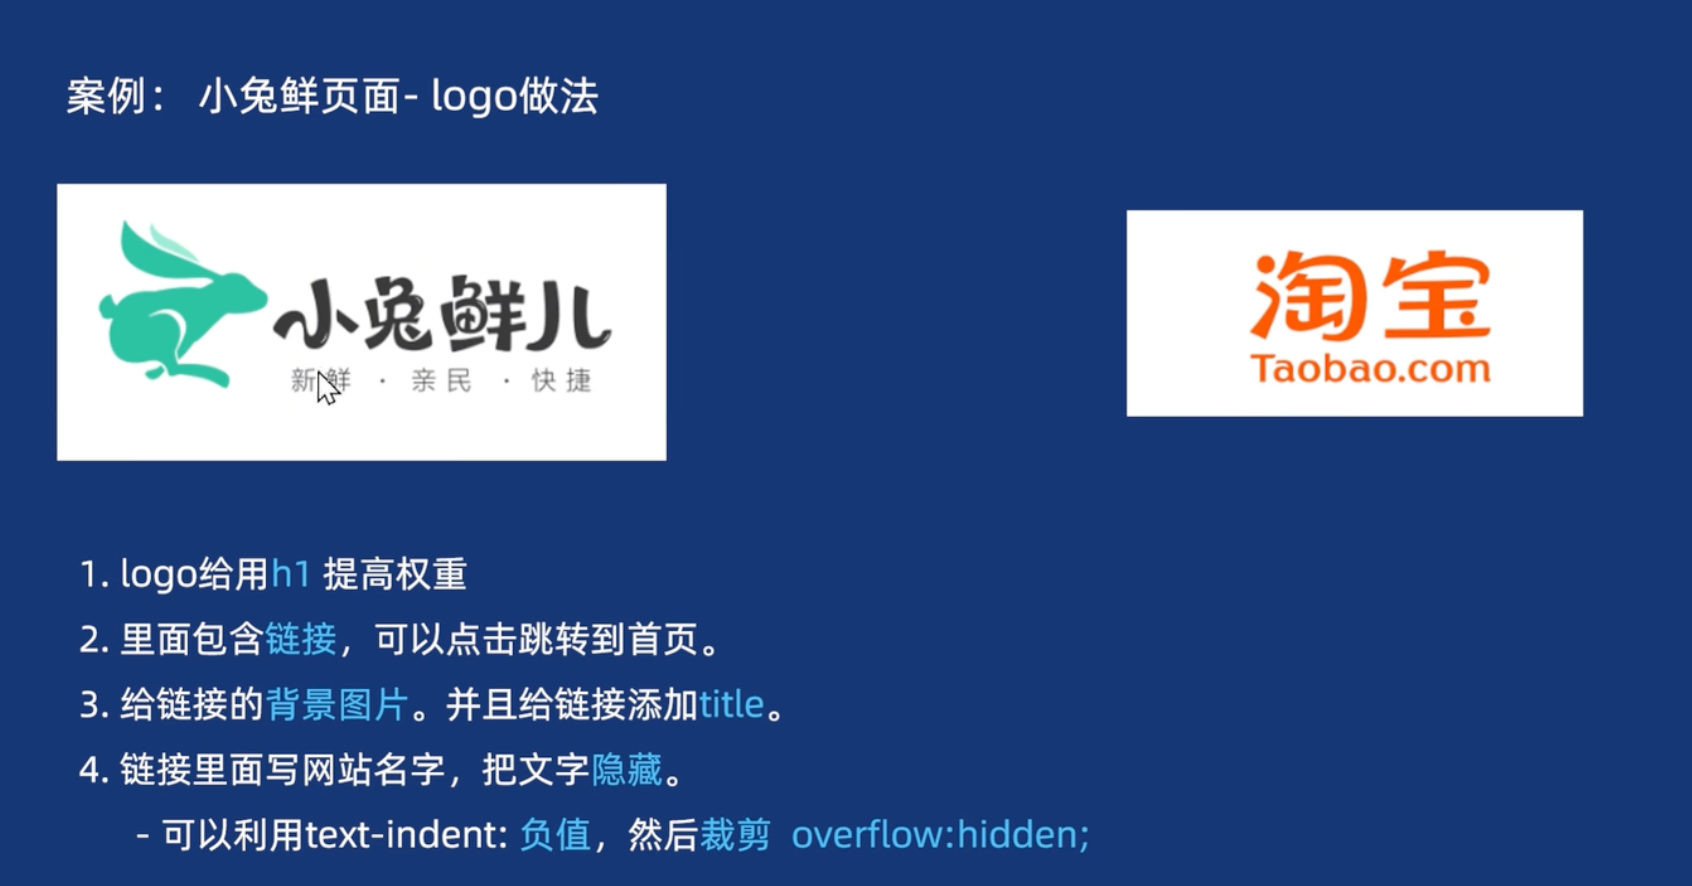 案例： 小兔鲜页面- logo做法
小兔鲜儿
新鲜 · 亲民 · 快捷
淘宝
Taobao.com
1. logo给用h1 提高权重
2. 里面包含链接，可以点击跳转到首页。
3. 给链接的背景图片。并且给链接添加title。
4. 链接里面写网站名字，把文字隐藏。
- 可以利用text-indent: 负值，然后裁剪 overflow:hidden;